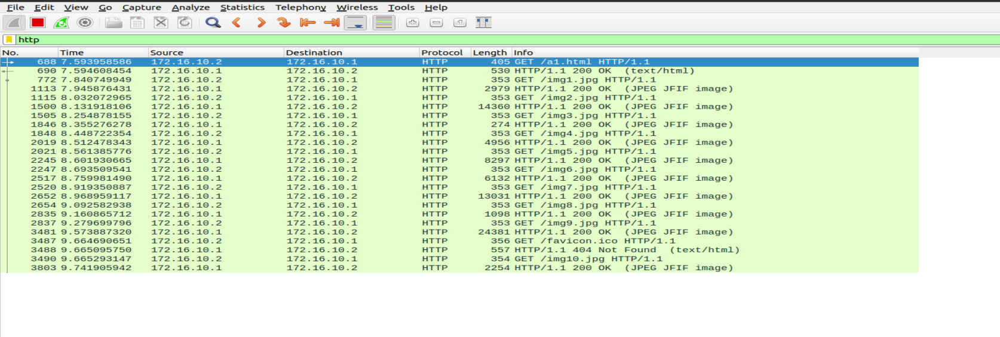 File Edit View Go Capture Analyze Statistics Telephony Wireless Tools Help
http
No. Time Source Destination Protocol Length Info
688 7.593958586 172.16.10.2 172.16.10.1 HTTP 405 GET /a1.html HTTP/1.1
690 7.594608454 172.16.10.1 172.16.10.2 HTTP 530 HTTP/1.1 200 OK (text/html)
772 7.840749949 172.16.10.2 172.16.10.1 HTTP 353 GET /img1.jpg HTTP/1.1
1113 7.945876431 172.16.10.1 172.16.10.2 HTTP 2979 HTTP/1.1 200 OK (JPEG JFIF image)
1115 8.032072965 172.16.10.2 172.16.10.1 HTTP 353 GET /img2.jpg HTTP/1.1
1500 8.131918106 172.16.10.1 172.16.10.2 HTTP 14360 HTTP/1.1 200 OK (JPEG JFIF image)
1505 8.254878155 172.16.10.2 172.16.10.1 HTTP 353 GET /img3.jpg HTTP/1.1
1846 8.355276278 172.16.10.1 172.16.10.2 HTTP 274 HTTP/1.1 200 OK (JPEG JFIF image)
1848 8.448722354 172.16.10.2 172.16.10.1 HTTP 353 GET /img4.jpg HTTP/1.1
2019 8.512478343 172.16.10.1 172.16.10.2 HTTP 4956 HTTP/1.1 200 OK (JPEG JFIF image)
2021 8.561385776 172.16.10.2 172.16.10.1 HTTP 353 GET /img5.jpg HTTP/1.1
2245 8.601930665 172.16.10.1 172.16.10.2 HTTP 8297 HTTP/1.1 200 OK (JPEG JFIF image)
2247 8.693509541 172.16.10.2 172.16.10.1 HTTP 353 GET /img6.jpg HTTP/1.1
2517 8.759981490 172.16.10.1 172.16.10.2 HTTP 6132 HTTP/1.1 200 OK (JPEG JFIF image)
2520 8.919350887 172.16.10.2 172.16.10.1 HTTP 353 GET /img7.jpg HTTP/1.1
2652 8.968959117 172.16.10.1 172.16.10.2 HTTP 13031 HTTP/1.1 200 OK (JPEG JFIF image)
2654 9.092582938 172.16.10.2 172.16.10.1 HTTP 353 GET /img8.jpg HTTP/1.1
2835 9.160865712 172.16.10.1 172.16.10.2 HTTP 1098 HTTP/1.1 200 OK (JPEG JFIF image)
2837 9.279699796 172.16.10.2 172.16.10.1 HTTP 353 GET /img9.jpg HTTP/1.1
3481 9.573887320 172.16.10.1 172.16.10.2 HTTP 24381 HTTP/1.1 200 OK (JPEG JFIF image)
3487 9.664690651 172.16.10.2 172.16.10.1 HTTP 356 GET /favicon.ico HTTP/1.1
3488 9.665095750 172.16.10.1 172.16.10.2 HTTP 557 HTTP/1.1 404 Not Found (text/html)
3490 9.665293147 172.16.10.2 172.16.10.1 HTTP 354 GET /img10.jpg HTTP/1.1
3803 9.741905942 172.16.10.1 172.16.10.2 HTTP 2254 HTTP/1.1 200 OK (JPEG JFIF image)